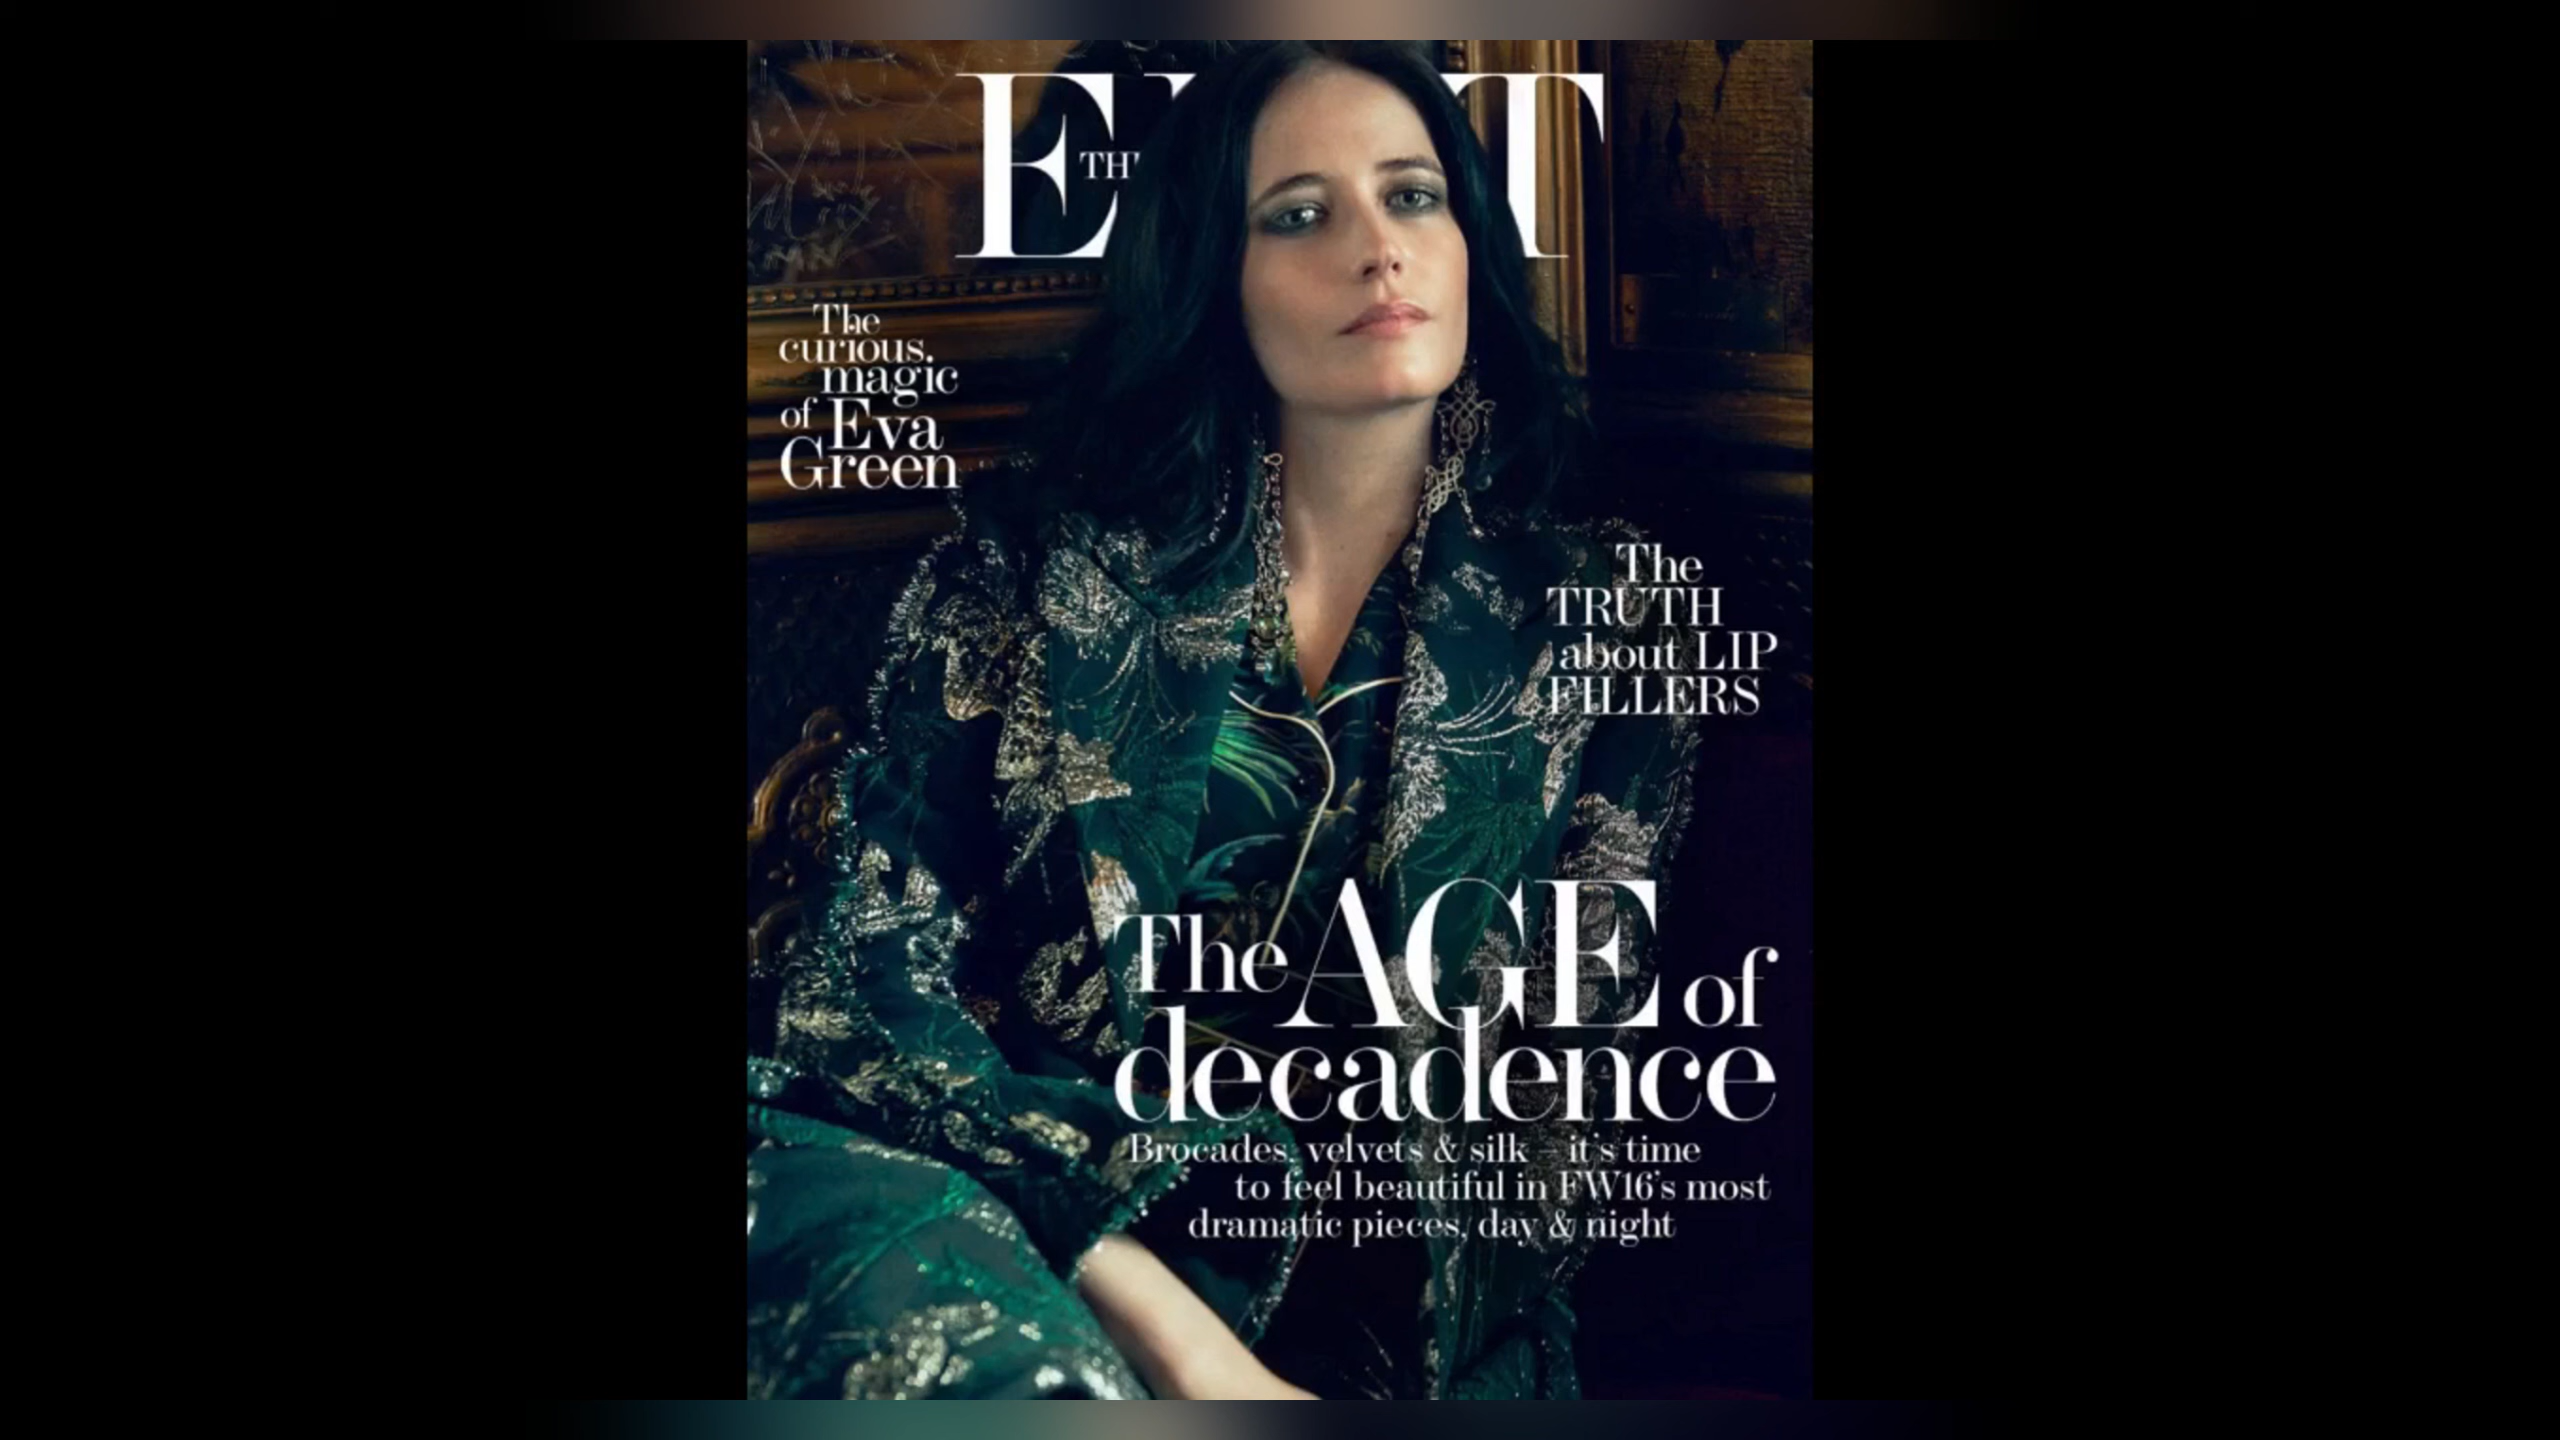 E T
TH
The
curious.
magic
of Eva
Green
The
TRUTH
about LIP
FILLERS
The AGE of
decadence
Brocades, velvets & silk – it's time
to feel beautiful in FW16's most
dramatic pieces, day & night